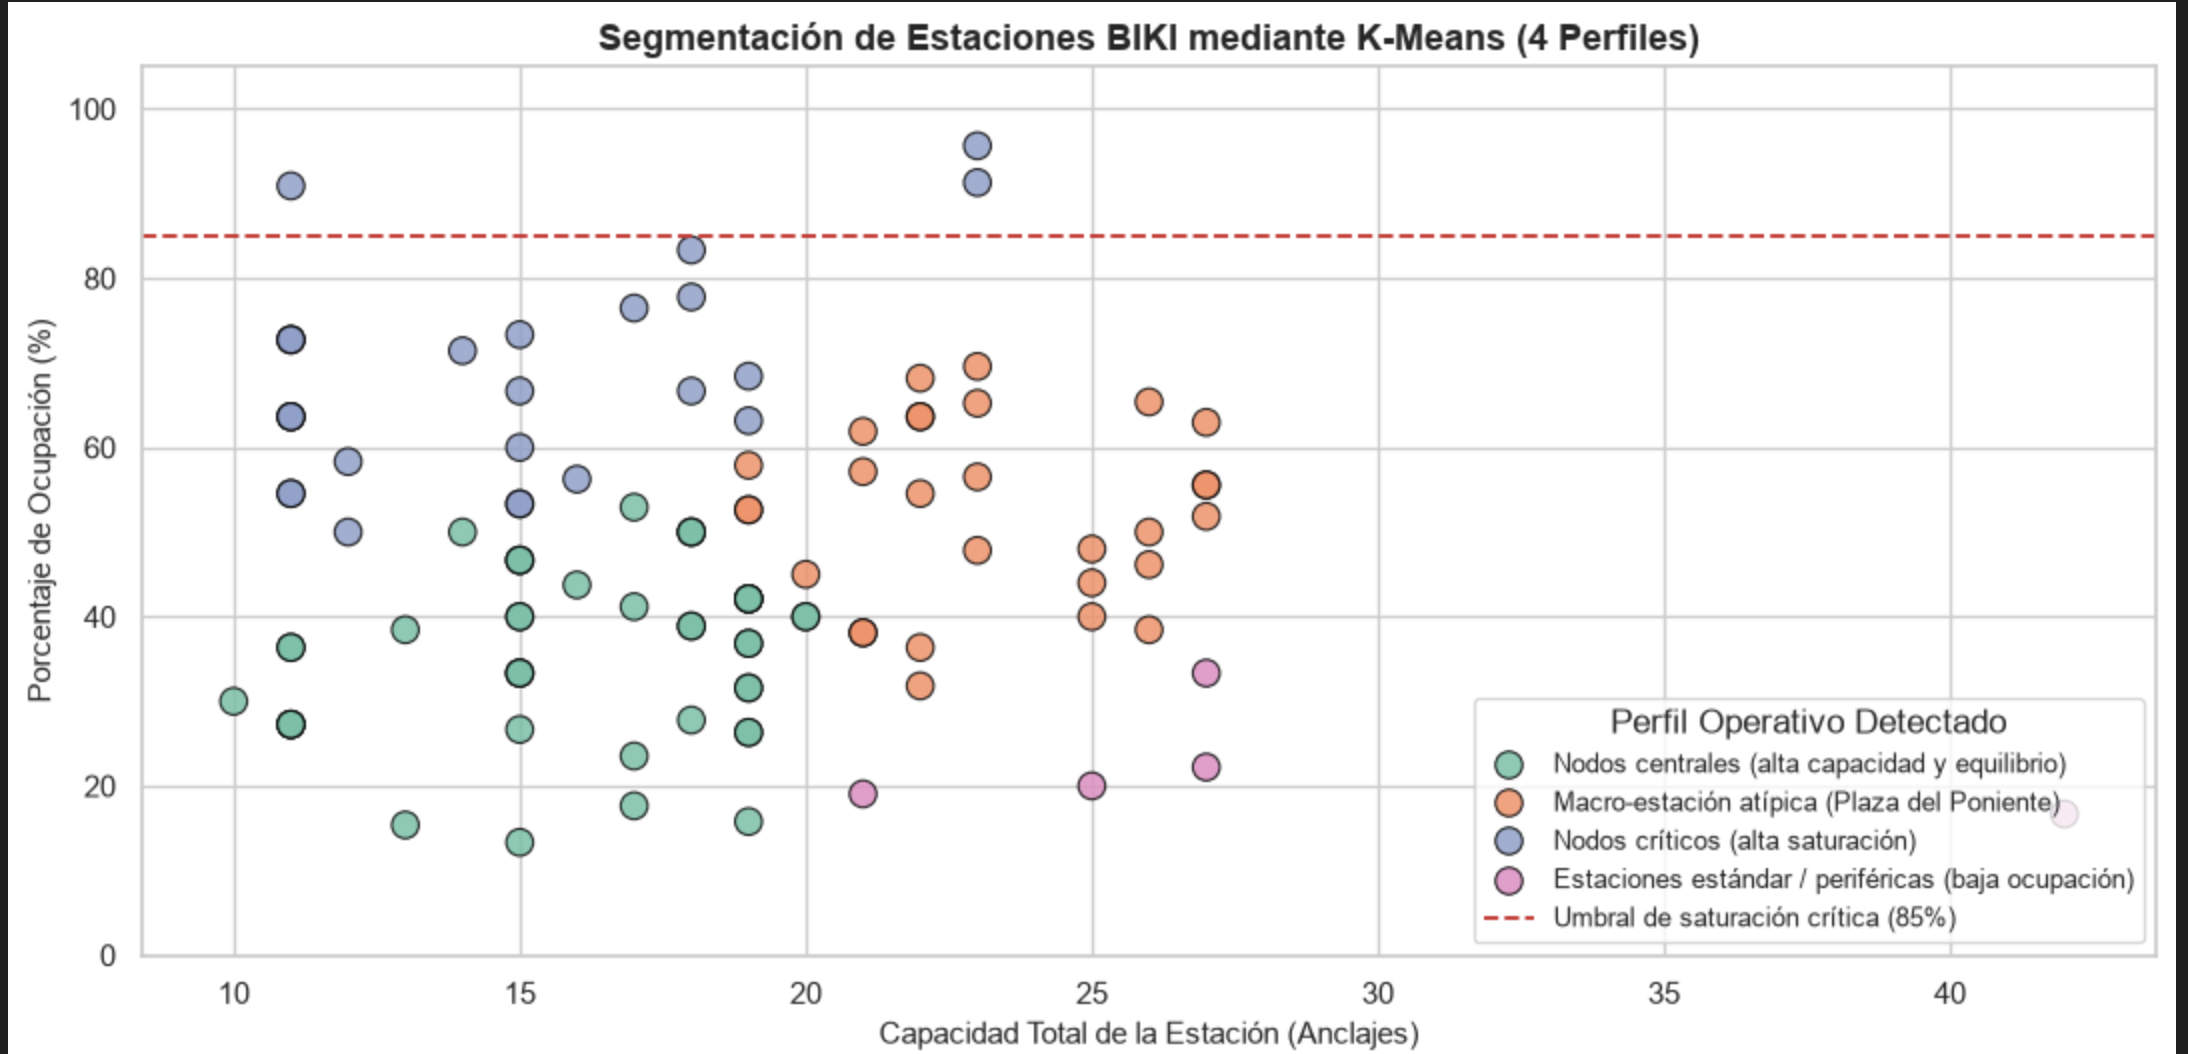 Segmentación de Estaciones BIKI mediante K-Means (4 Perfiles)
Porcentaje de Ocupación (%)
100
80
60
40
20
0
Perfil Operativo Detectado
Nodos centrales (alta capacidad y equilibrio)
Macro-estación atípica (Plaza del Poniente)
Nodos críticos (alta saturación)
Estaciones estándar / periféricas (baja ocupación)
Umbral de saturación crítica (85%)
10 15 20 25 30 35 40
Capacidad Total de la Estación (Anclajes)